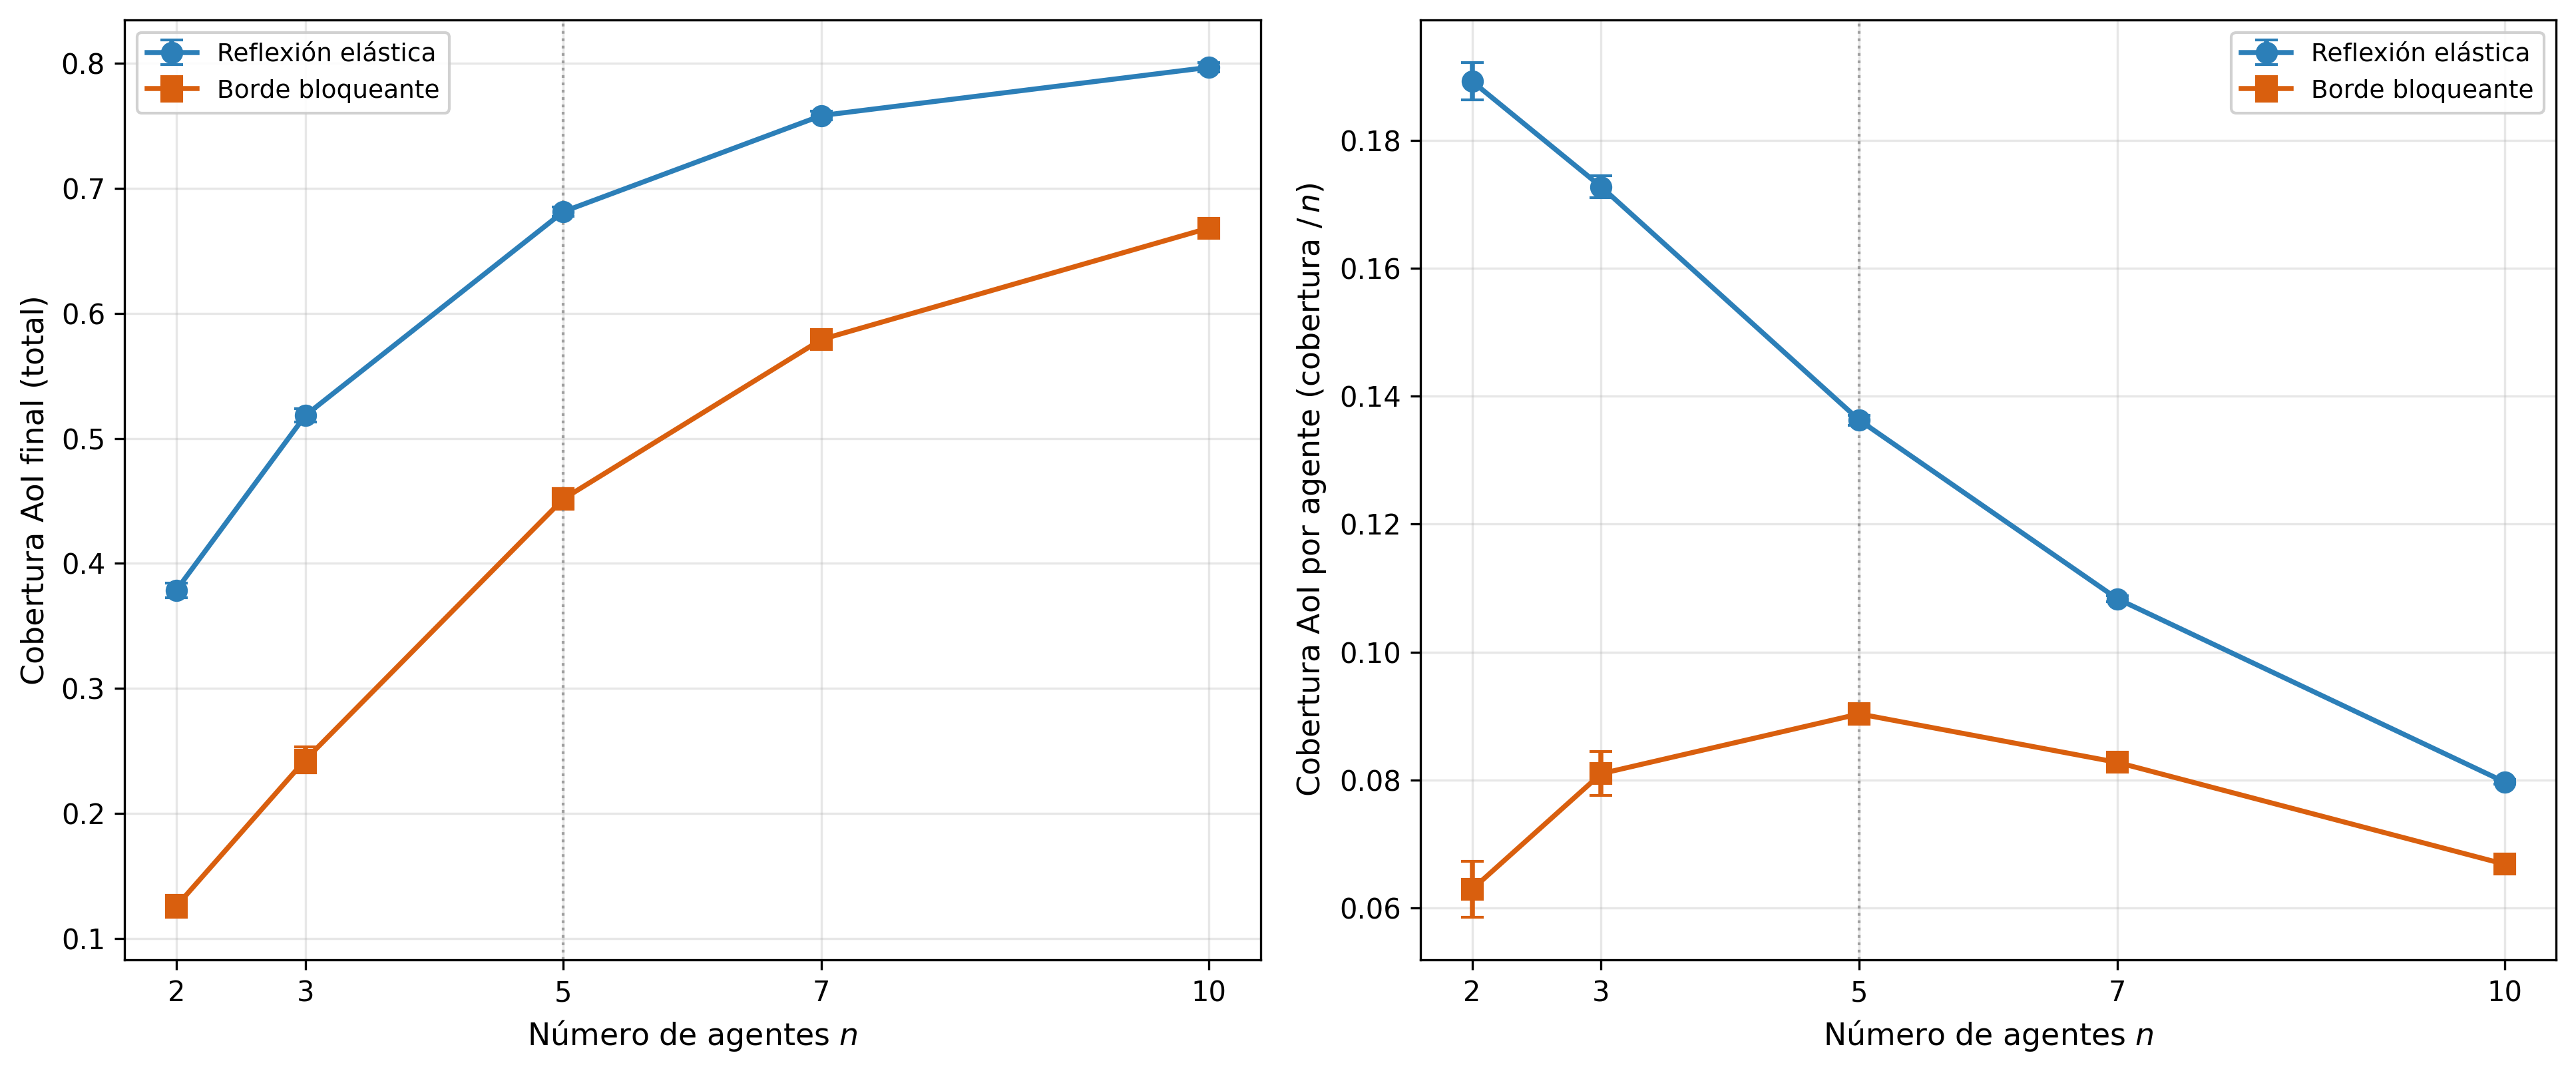 Cobertura AoI final (total)
0.8
0.7
0.6
0.5
0.4
0.3
0.2
0.1
Reflexión elástica
Borde bloqueante
2 3 5 7 10
Número de agentes n
Cobertura AoI por agente (cobertura / n)
0.18
0.16
0.14
0.12
0.10
0.08
0.06
Reflexión elástica
Borde bloqueante
2 3 5 7 10
Número de agentes n